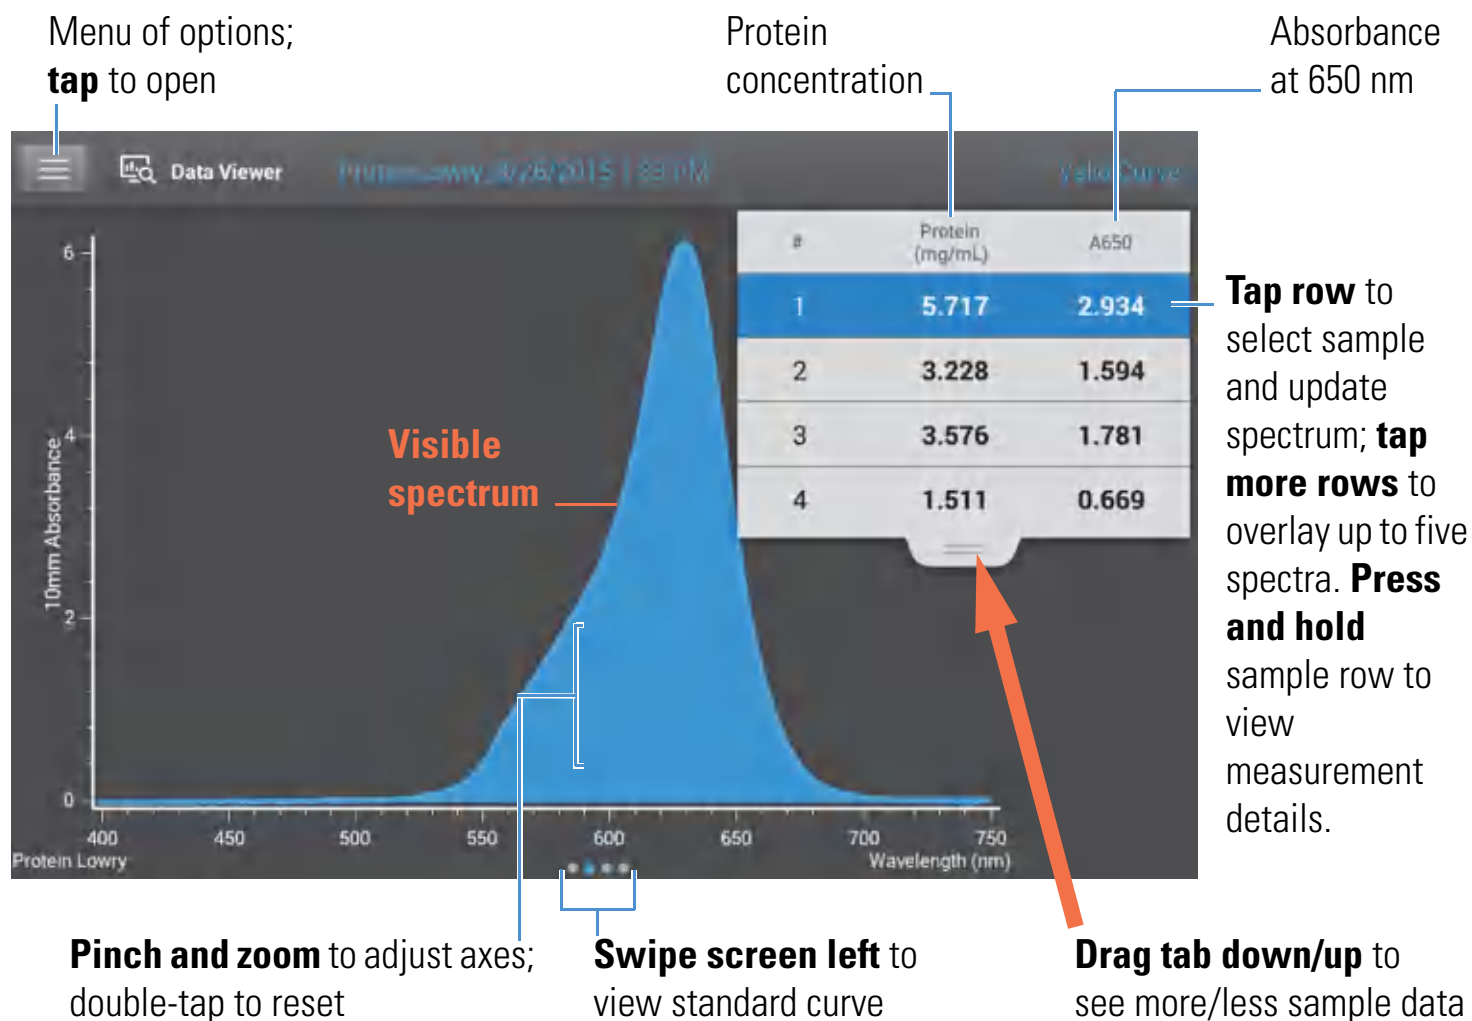 Menu of options;
tap to open
Protein
concentration
Absorbance
at 650 nm
Data Viewer
#
Protein
(mg/mL)
A650
1 5.717 2.934
2 3.228 1.594
3 3.576 1.781
4 1.511 0.669
Tap row to
select sample
and update
spectrum; tap
more rows to
overlay up to five
spectra. Press
and hold
sample row to
view
measurement
details.
Visible
spectrum
10mm Absorbance
6
4
2
0
400 450 500 550 600 650 700 750
Protein Lowry
Wavelength (nm)
Pinch and zoom to adjust axes;
double-tap to reset
Swipe screen left to
view standard curve
Drag tab down/up to
see more/less sample data